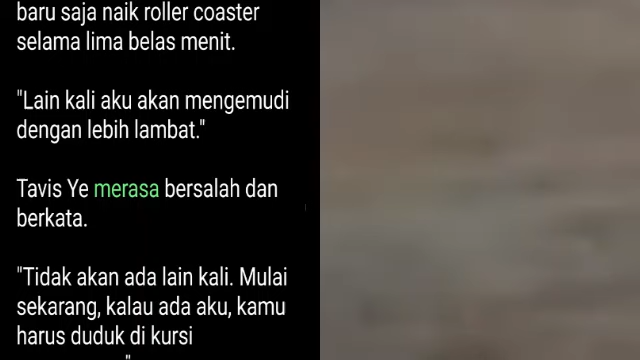 baru saja naik roller coaster
selama lima belas menit.
"Lain kali aku akan mengemudi
dengan lebih lambat."
Tavis Ye merasa bersalah dan
berkata.
"Tidak akan ada lain kali. Mulai
sekarang, kalau ada aku, kamu
harus duduk di kursi